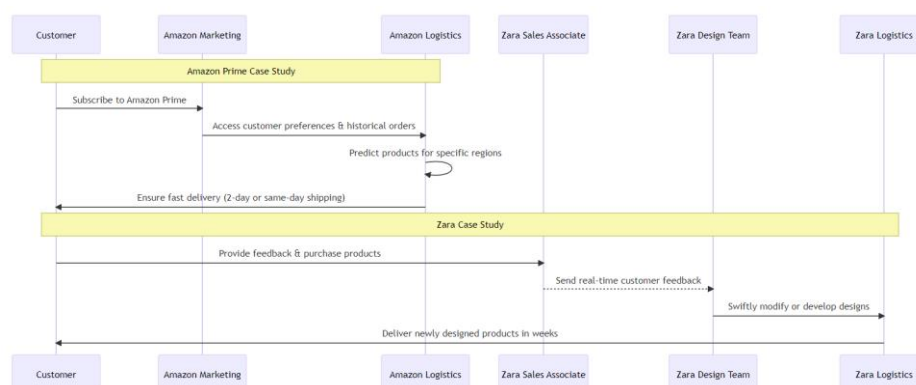 Customer
Amazon Marketing
Amazon Logistics
Zara Sales Associate
Zara Design Team
Zara Logistics
Amazon Prime Case Study
Subscribe to Amazon Prime
Access customer preferences & historical orders
Predict products for specific regions
Ensure fast delivery (2-day or same-day shipping)
Zara Case Study
Provide feedback & purchase products
Send real-time customer feedback
Swiftly modify or develop designs
Deliver newly designed products in weeks
Customer
Amazon Marketing
Amazon Logistics
Zara Sales Associate
Zara Design Team
Zara Logistics